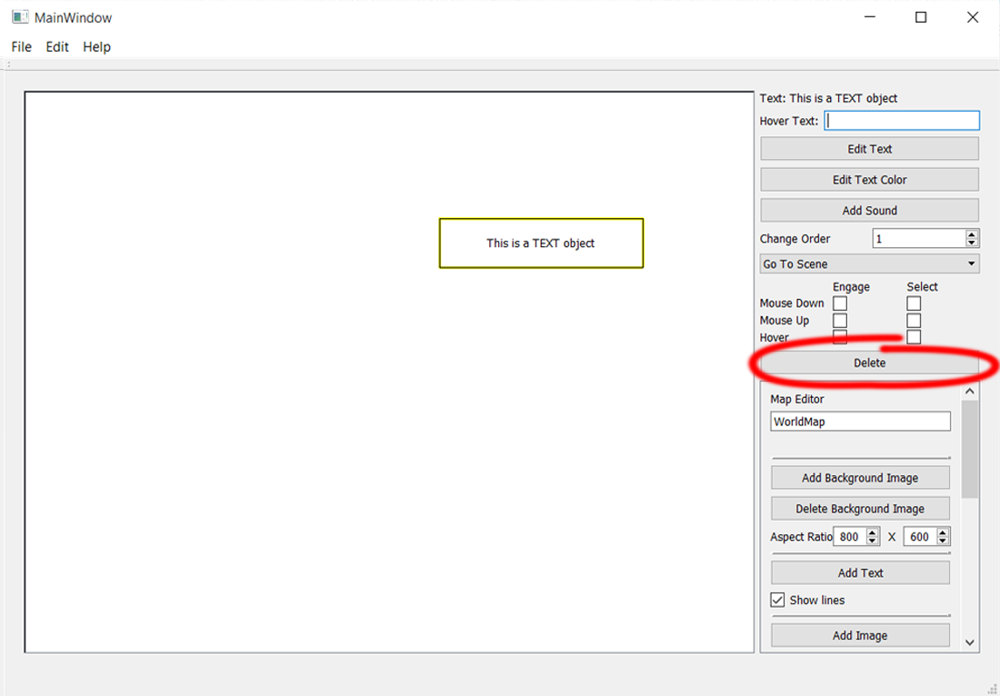 MainWindow
File Edit Help
Text: This is a TEXT object
Hover Text:
Edit Text
Edit Text Color
This is a TEXT object
Add Sound
Change Order 1
Go To Scene
Engage Select
Mouse Down
Mouse Up
Hover
Delete
Map Editor
WorldMap
Add Background Image
Delete Background Image
Aspect Ratio 800 X 600
Add Text
Show lines
Add Image